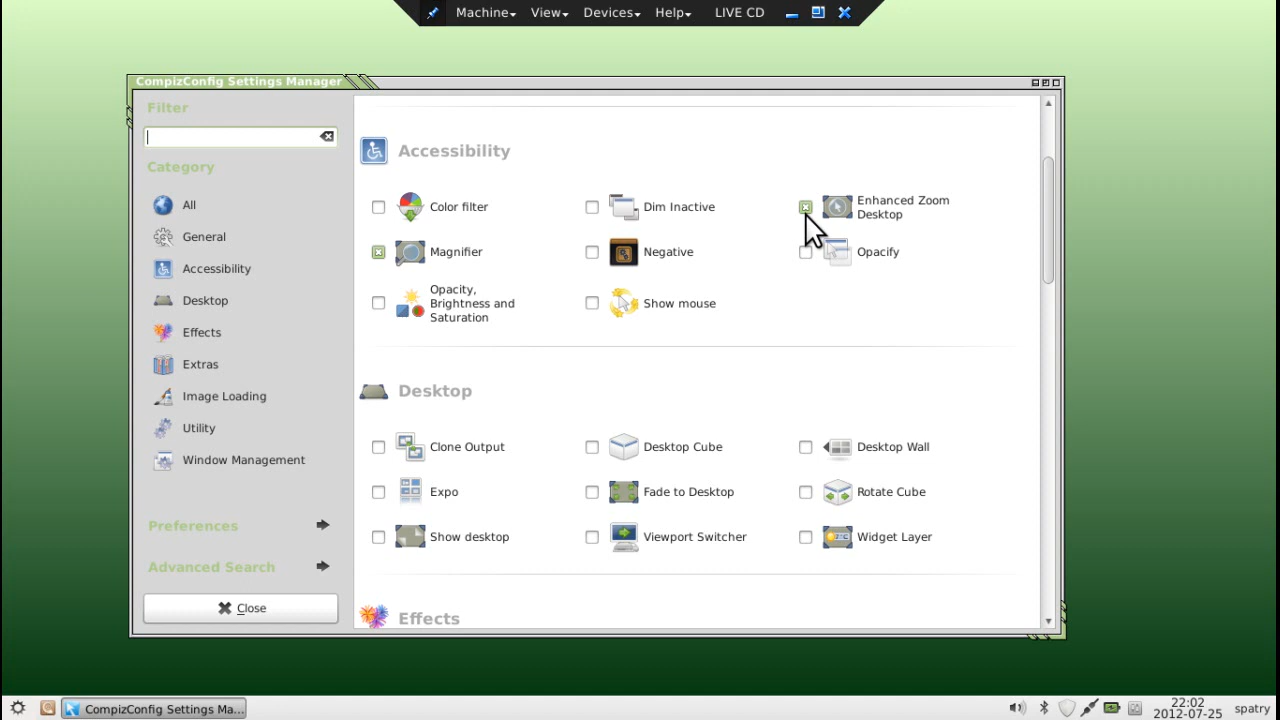 Machine View Devices Help LIVE CD
CompizConfig Settings Manager
Filter
Category
All
General
Accessibility
Desktop
Effects
Extras
Image Loading
Utility
Window Management
Preferences
Advanced Search
Close
Accessibility
Color filter
Dim Inactive
Enhanced Zoom
Desktop
Magnifier
Negative
Opacify
Opacity,
Brightness and
Saturation
Show mouse
Desktop
Clone Output
Desktop Cube
Desktop Wall
Expo
Fade to Desktop
Rotate Cube
Show desktop
Viewport Switcher
Widget Layer
Effects
CompizConfig Settings Ma...
22:02
2012-07-25
spatry